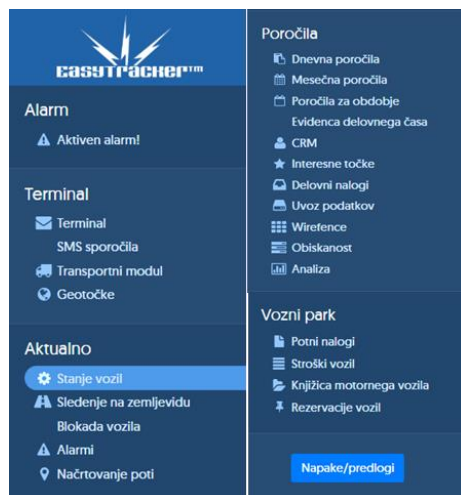 EASYTRACKER™
Alarm
Aktiven alarm!
Terminal
Terminal
SMS sporočila
Transportni modul
Geotočke
Aktualno
Stanje vozil
Sledenje na zemljevidu
Blokada vozila
Alarmi
Načrtovanje poti
Poročila
Dnevna poročila
Mesečna poročila
Poročila za obdobje
Evidenca delovnega časa
CRM
Interesne točke
Delovni nalogi
Uvoz podatkov
Wirefence
Obiskanost
Analiza
Vozni park
Potni nalogi
Stroški vozil
Knjižica motornega vozila
Rezervacije vozil
Napake/predlogi